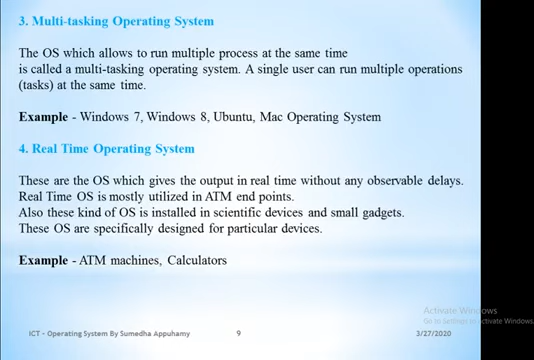 3. Multi-tasking Operating System
The OS which allows to run multiple process at the same time
is called a multi-tasking operating system. A single user can run multiple operations
(tasks) at the same time.
Example - Windows 7, Windows 8, Ubuntu, Mac Operating System
4. Real Time Operating System
These are the OS which gives the output in real time without any observable delays.
Real Time OS is mostly utilized in ATM end points.
Also these kind of OS is installed in scientific devices and small gadgets.
These OS are specifically designed for particular devices.
Example - ATM machines, Calculators
Activate Windows
Go to Settings to activate Windows.
ICT - Operating System By Sumedha Appuhamy
9
3/27/2020